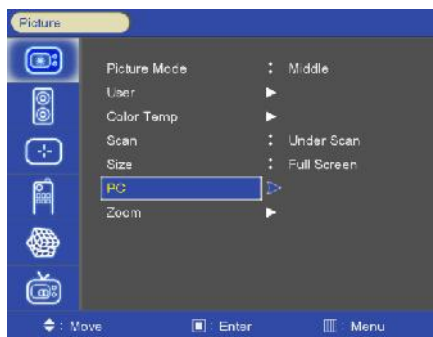 Picture
Picture Mode : Middle
User
Color Temp
Scan : Under Scan
Size : Full Screen
PC
Zoom
: Move : Enter : Menu